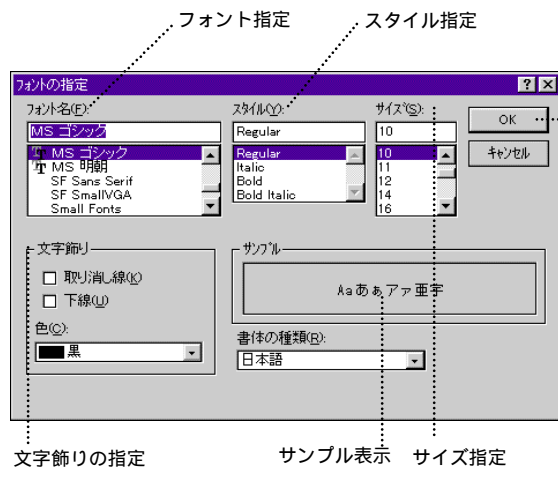 フォント指定 スタイル指定
フォントの指定
フォント名(F): スタイル(Y): サイズ(S):
MS ゴシック Regular 10 OK
MS ゴシック Regular 10 キャンセル
MS 明朝 Italic 11
SF Sans Serif Bold 12
SF SmallVGA Bold Italic 14
Small Fonts 16
文字飾り サンプル
取り消し線(K)
Aaあぁアァ亜宇
下線(U)
色(C): 書体の種類(R):
黒 日本語
文字飾りの指定 サンプル表示 サイズ指定